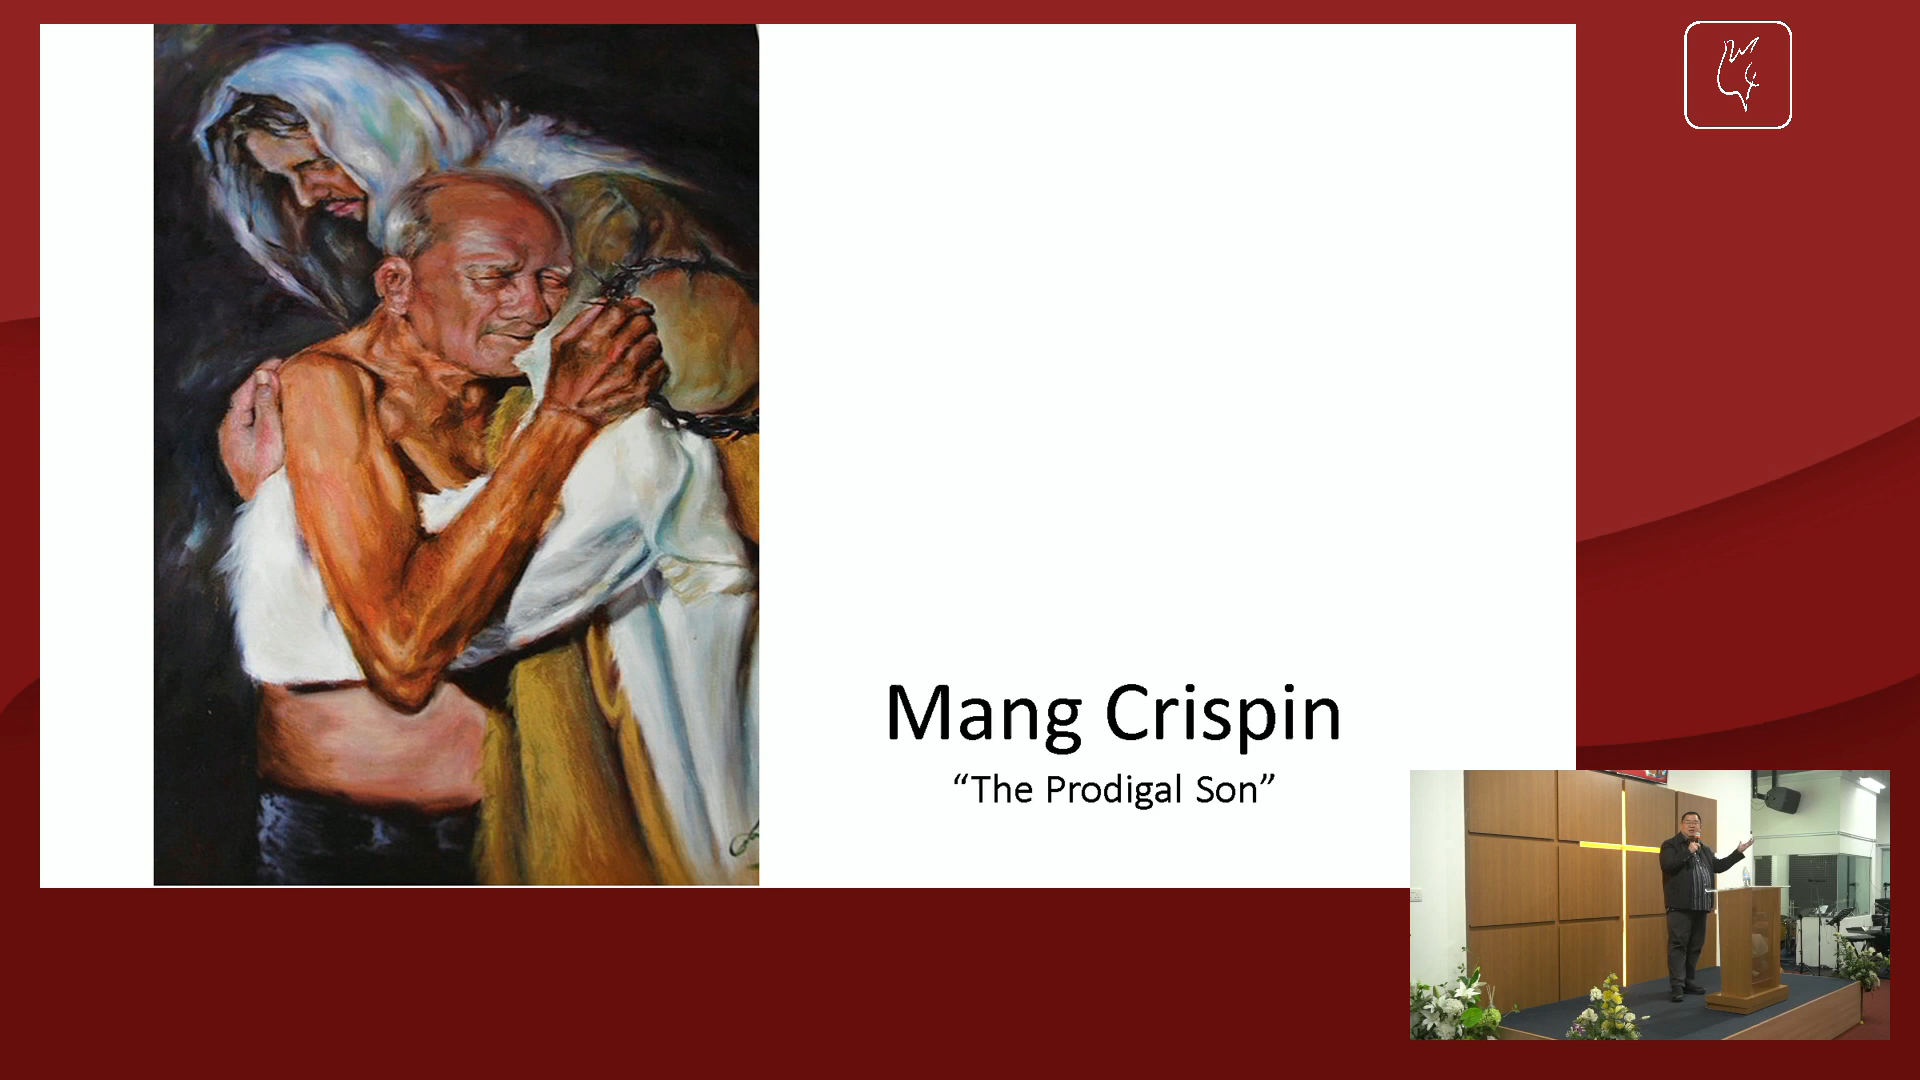 Mang Crispin
“The Prodigal Son”